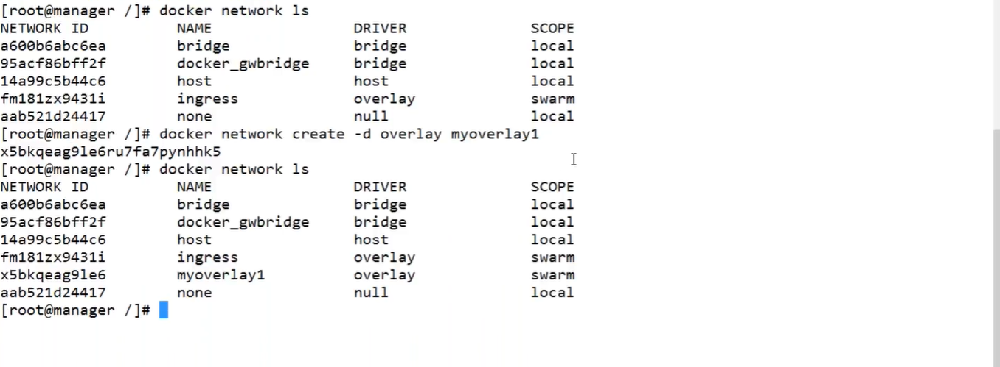 [root@manager /]# docker network ls
NETWORK ID          NAME                DRIVER              SCOPE
a600b6abc6ea        bridge              bridge              local
95acf86bff2f        docker_gwbridge     bridge              local
14a99c5b44c6        host                host                local
fm181zx9431i        ingress             overlay             swarm
aab521d24417        none                null                local
[root@manager /]# docker network create -d overlay myoverlay1
x5bkqeag9le6ru7fa7pynhhk5
[root@manager /]# docker network ls
NETWORK ID          NAME                DRIVER              SCOPE
a600b6abc6ea        bridge              bridge              local
95acf86bff2f        docker_gwbridge     bridge              local
14a99c5b44c6        host                host                local
fm181zx9431i        ingress             overlay             swarm
x5bkqeag9le6        myoverlay1          overlay             swarm
aab521d24417        none                null                local
[root@manager /]#